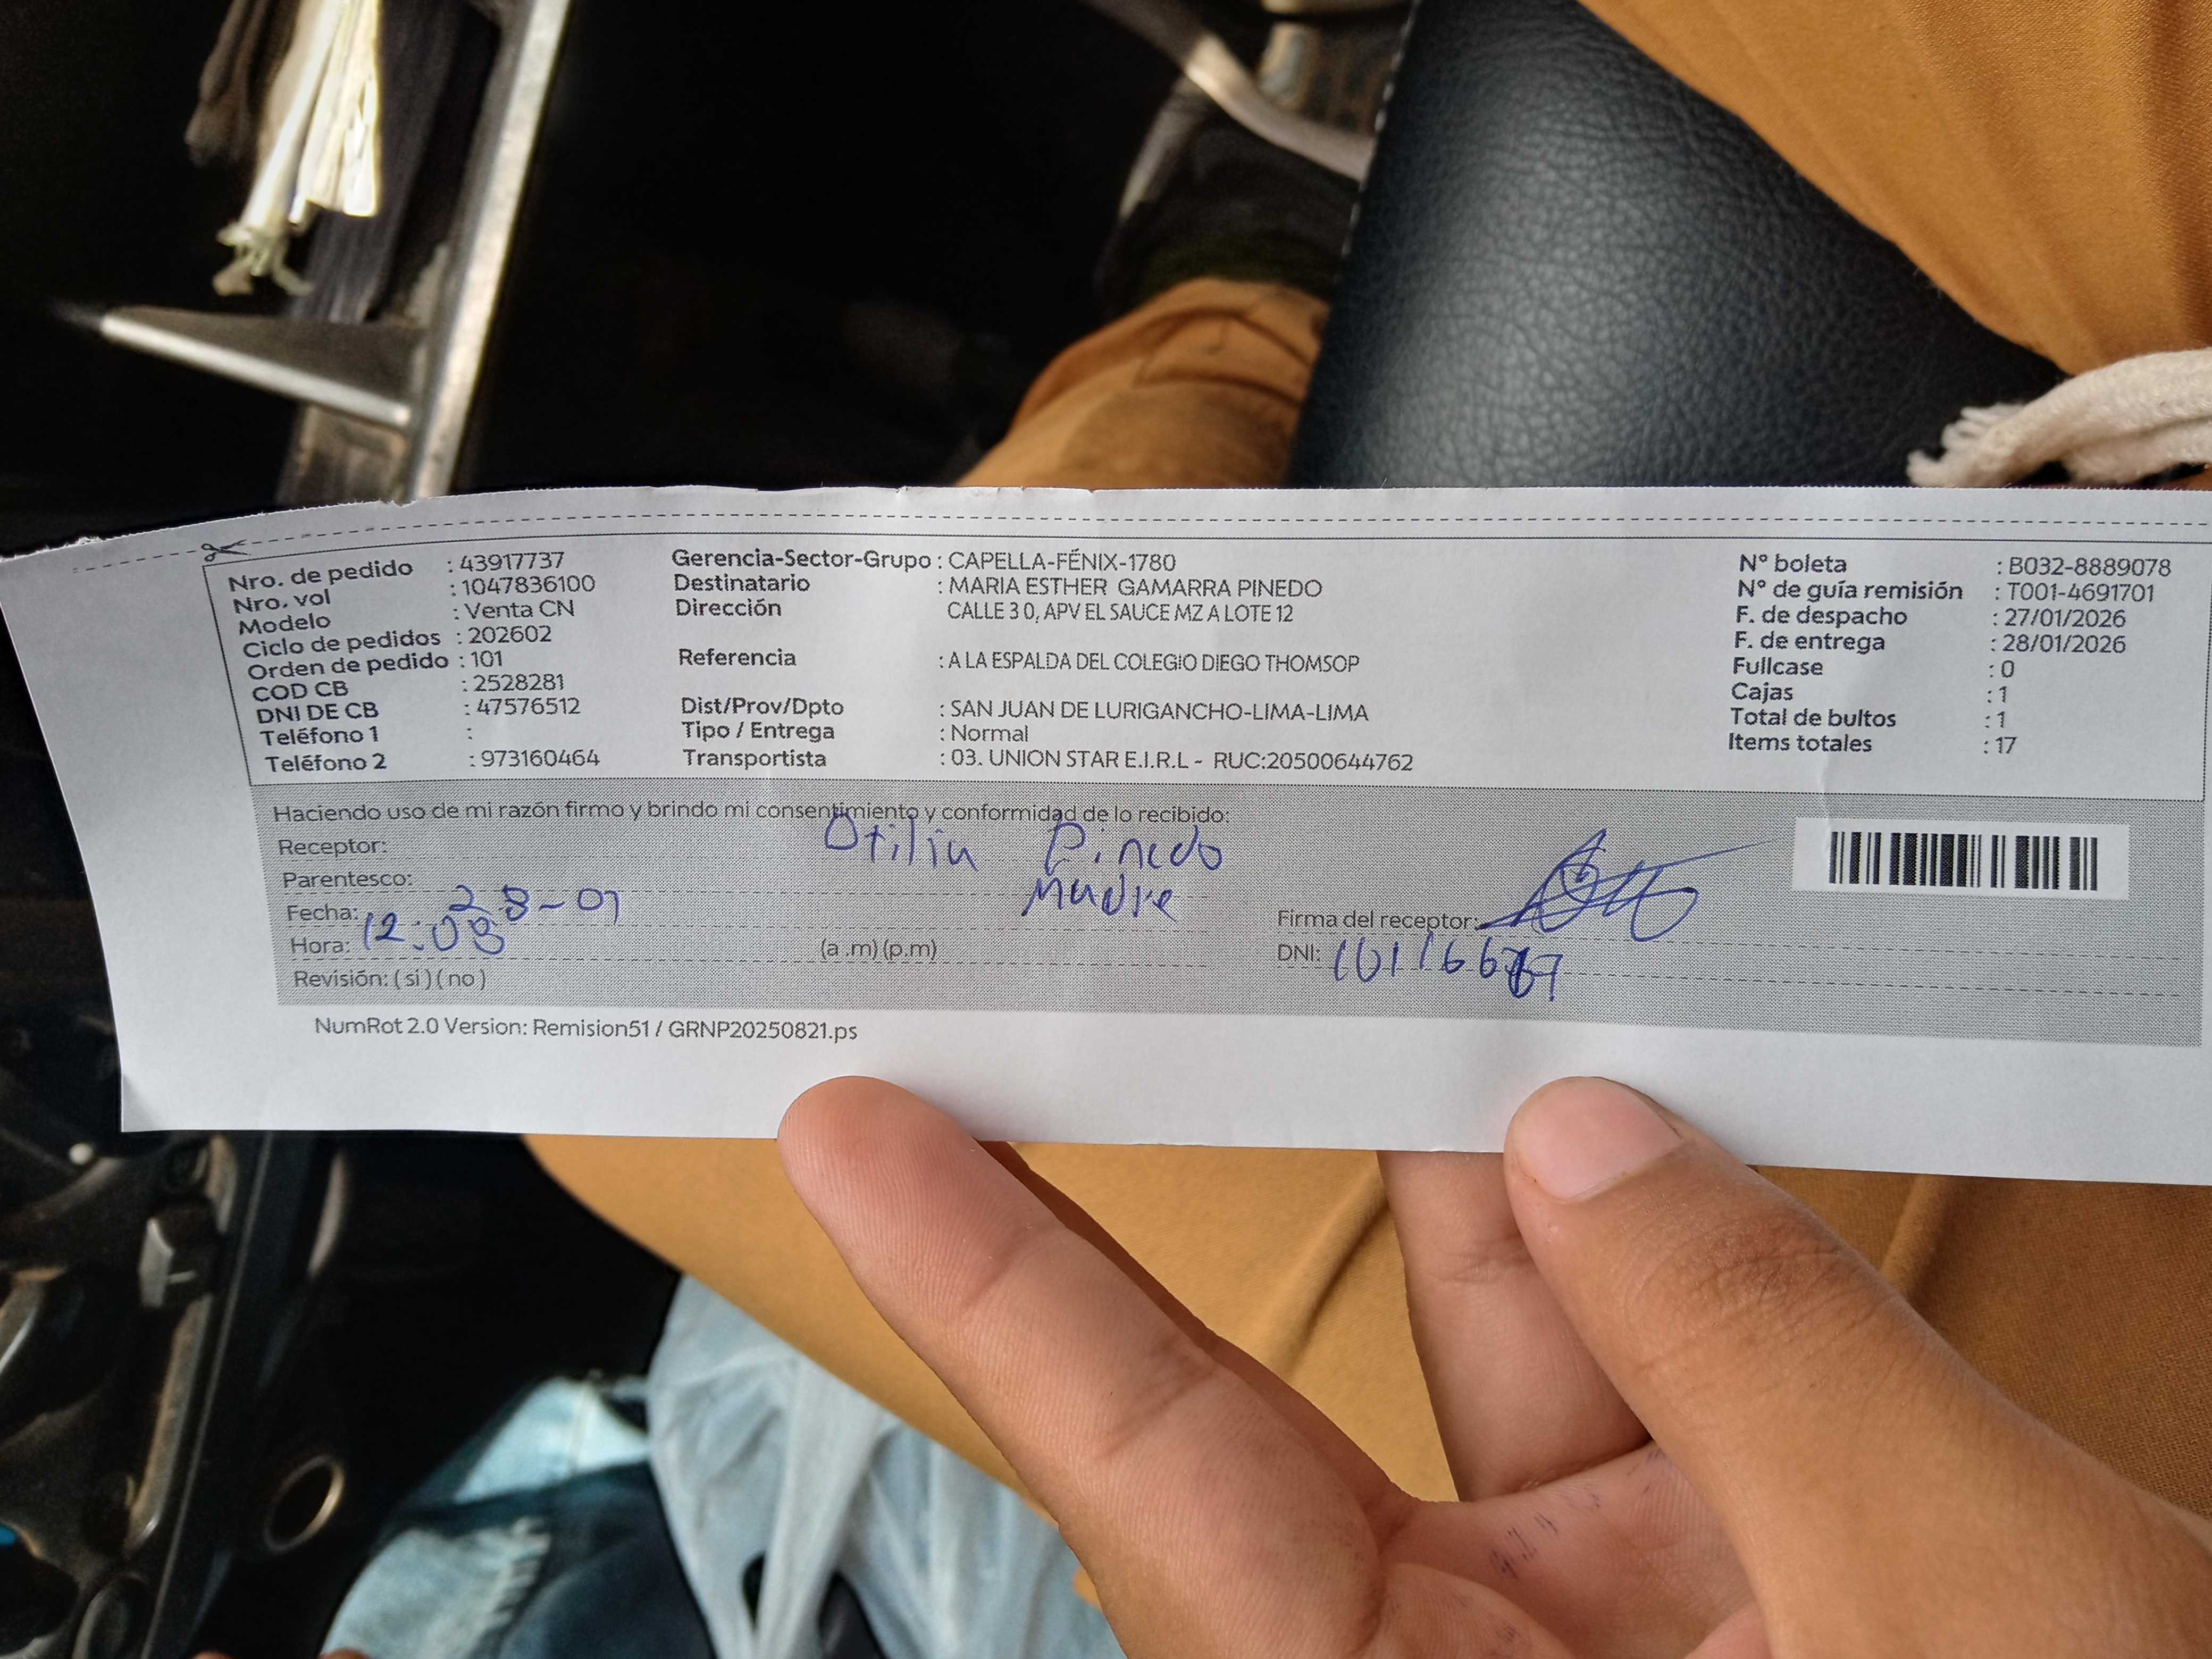 Nro. de pedido : 43917737
Nro. vol : 1047836100
Modelo : Venta CN
Ciclo de pedidos : 202602
Orden de pedido : 101
COD CB : 2528281
DNI DE CB : 47576512
Teléfono 1 :
Teléfono 2 : 973160464
Gerencia-Sector-Grupo : CAPELLA-FÉNIX-1780
Destinatario : MARIA ESTHER GAMARRA PINEDO
Dirección CALLE 3 0, APV EL SAUCE MZ A LOTE 12
Referencia : A LA ESPALDA DEL COLEGIO DIEGO THOMSOP
Dist/Prov/Dpto : SAN JUAN DE LURIGANCHO-LIMA-LIMA
Tipo / Entrega : Normal
Transportista : 03. UNION STAR E.I.R.L - RUC:20500644762
N° boleta : B032-8889078
N° de guía remisión : T001-4691701
F. de despacho : 27/01/2026
F. de entrega : 28/01/2026
Fullcase : 0
Cajas : 1
Total de bultos : 1
Items totales : 17
Haciendo uso de mi razón firmo y brindo mi consentimiento y conformidad de lo recibido:
Receptor: Otilia Pinedo
Parentesco: Madre
Fecha: 28-01
Hora: 12:08 (a .m) (p.m)
Revisión: ( si ) ( no )
Firma del receptor:
DNI:
NumRot 2.0 Version: Remision51 / GRNP20250821.ps